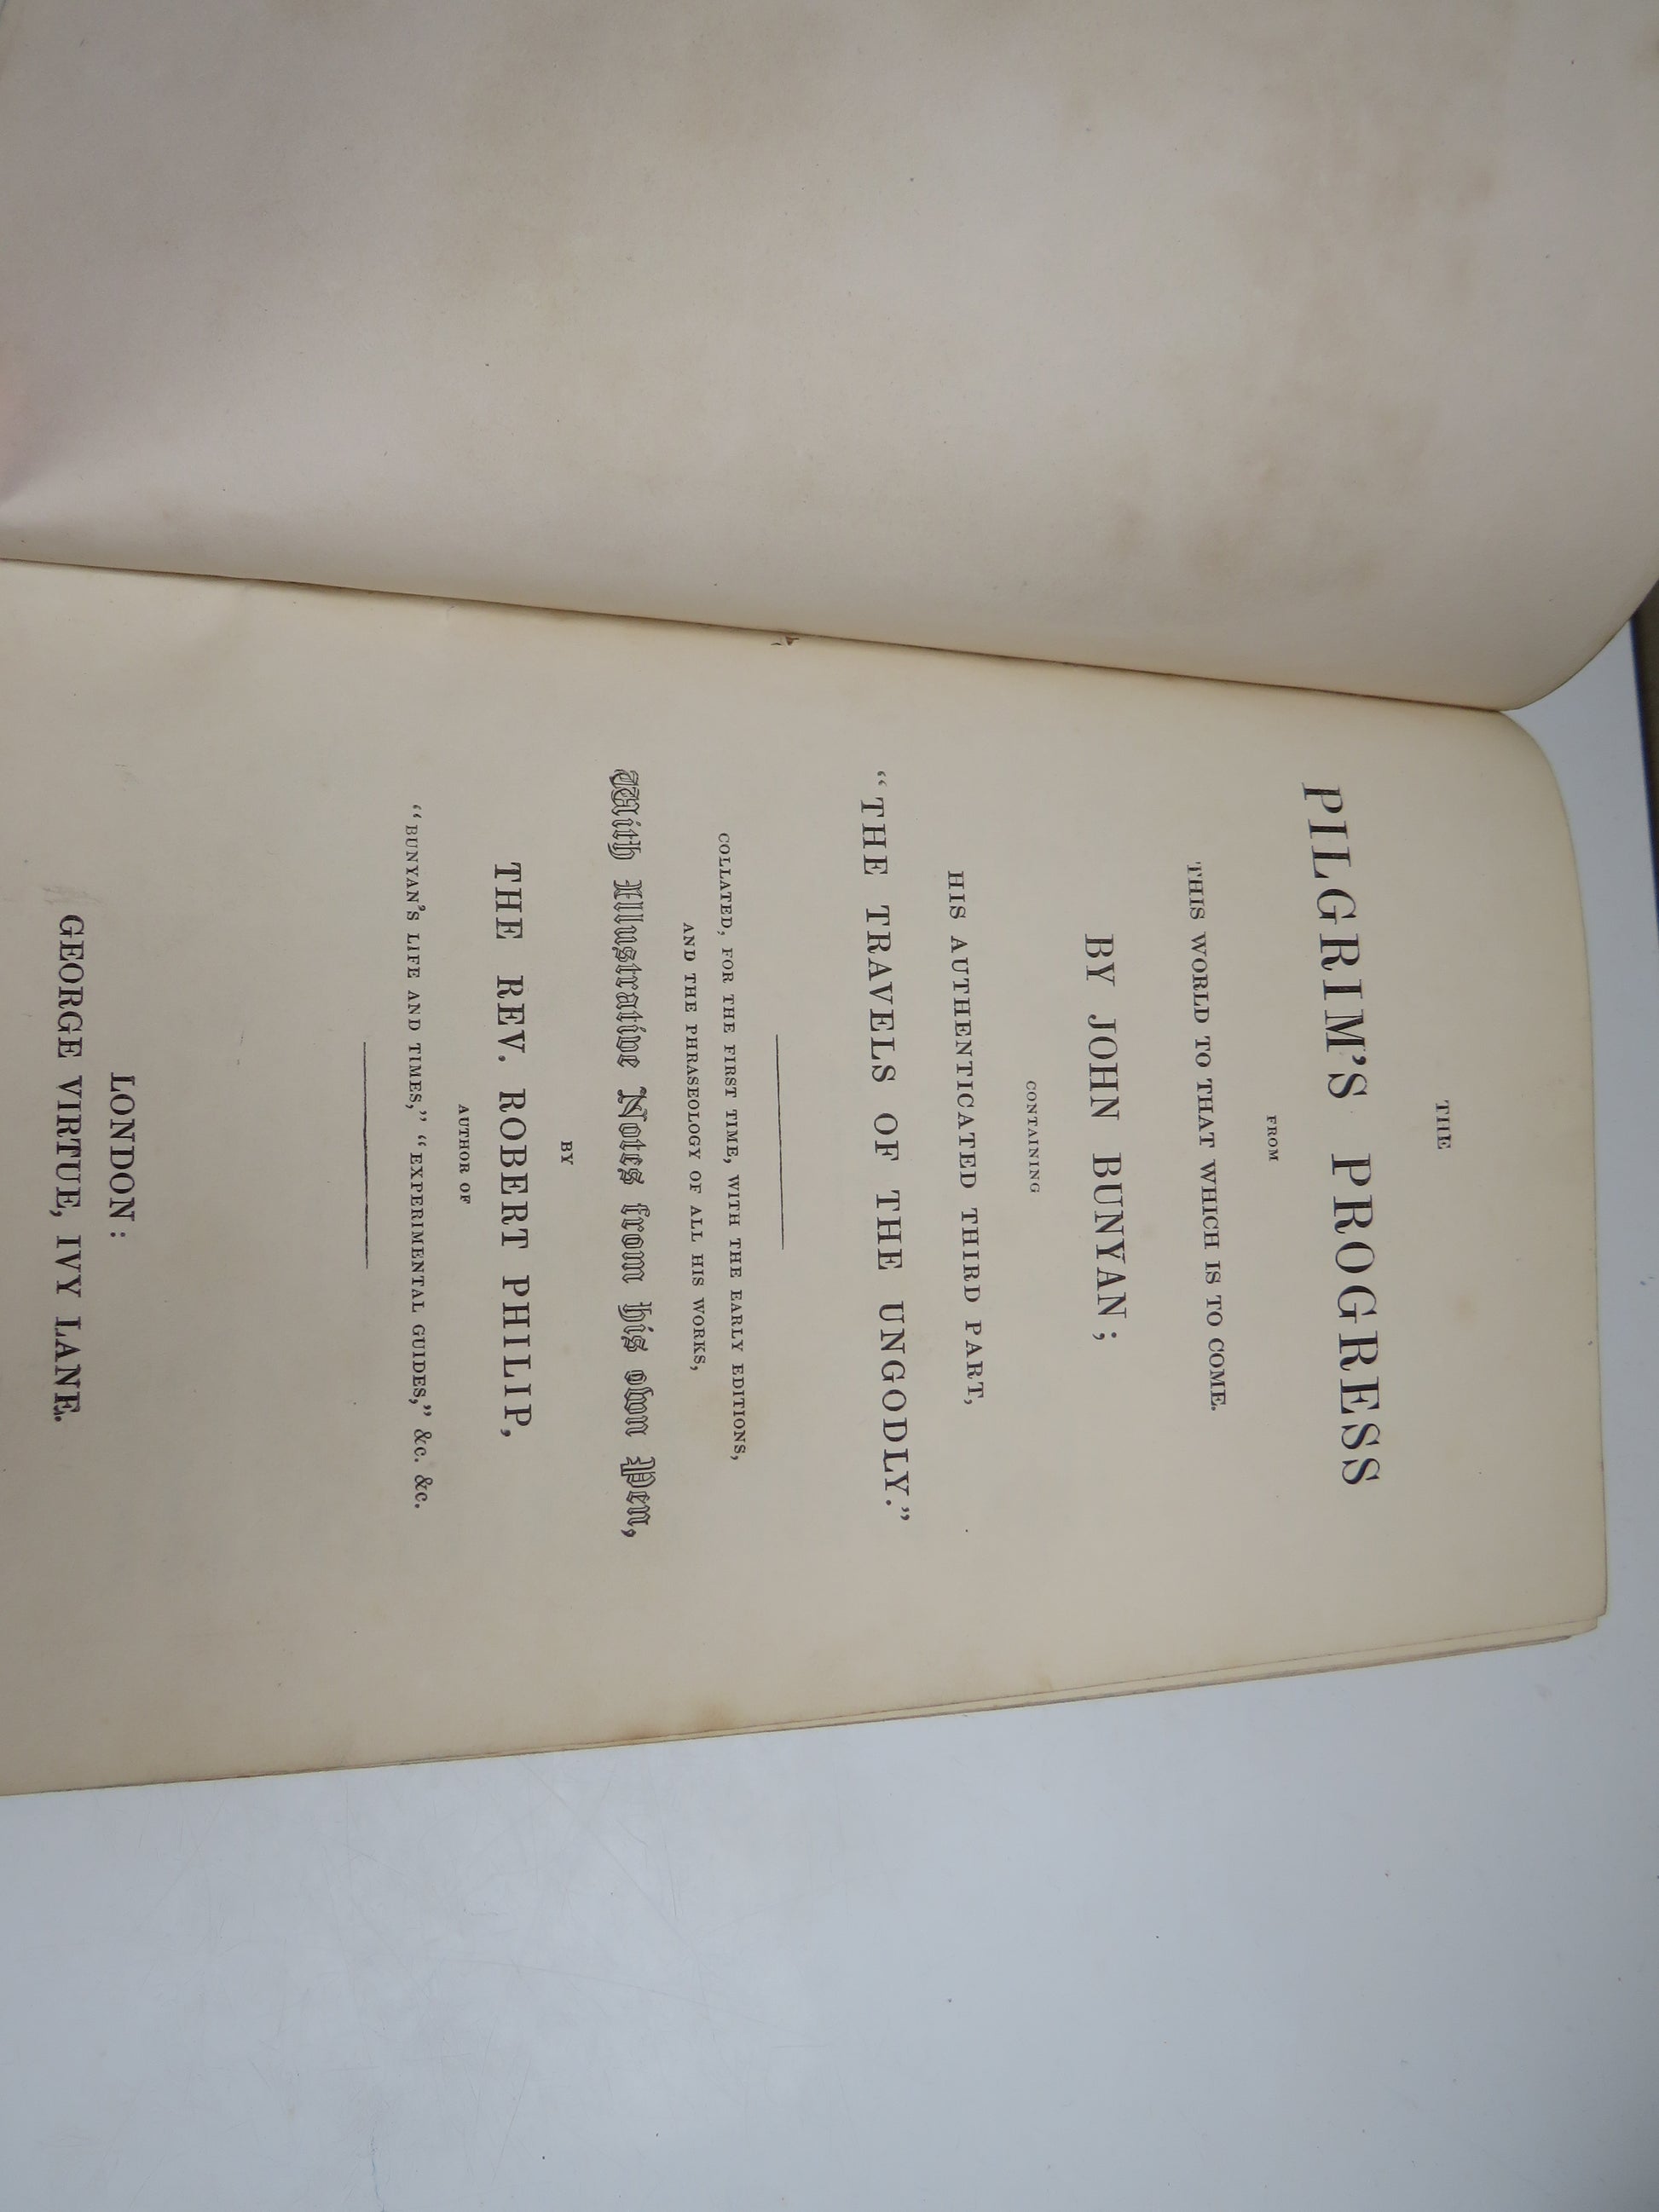 THE
PILGRIM'S PROGRESS
FROM
THIS WORLD TO THAT WHICH IS TO COME.
BY JOHN BUNYAN;
CONTAINING
HIS AUTHENTICATED THIRD PART,
“THE TRAVELS OF THE UNGODLY.”
COLLATED, FOR THE FIRST TIME, WITH THE EARLY EDITIONS,
AND THE PHRASEOLOGY OF ALL HIS WORKS,
With Illustrative Notes from his own Pen,
BY
THE REV. ROBERT PHILIP,
AUTHOR OF
“BUNYAN'S LIFE AND TIMES,” “EXPERIMENTAL GUIDES,” &c. &c.
LONDON:
GEORGE VIRTUE, IVY LANE.